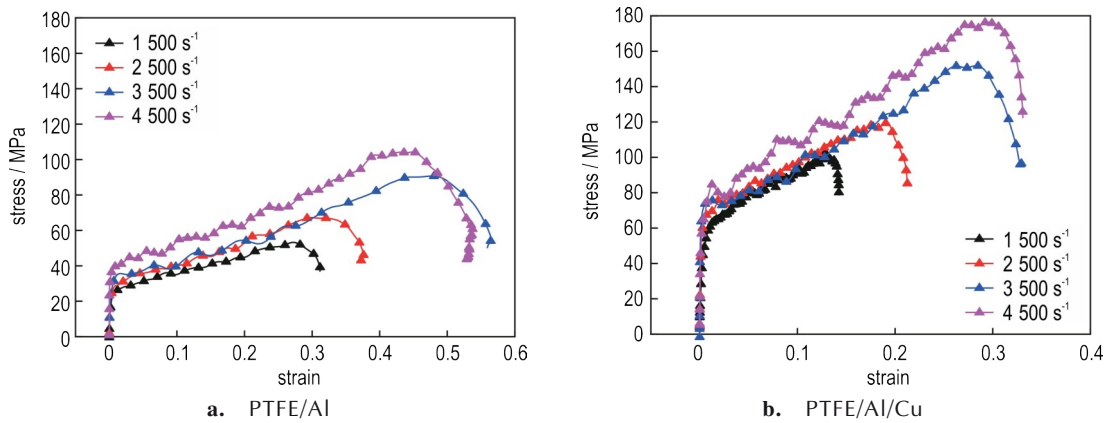 180
160
140
120
100
80
60
40
20
0
stress / MPa
1 500 s-1
2 500 s-1
3 500 s-1
4 500 s-1
0 0.1 0.2 0.3 0.4 0.5 0.6
strain
a. PTFE/Al
180
160
140
120
100
80
60
40
20
0
stress / MPa
1 500 s-1
2 500 s-1
3 500 s-1
4 500 s-1
0 0.1 0.2 0.3 0.4
strain
b. PTFE/Al/Cu